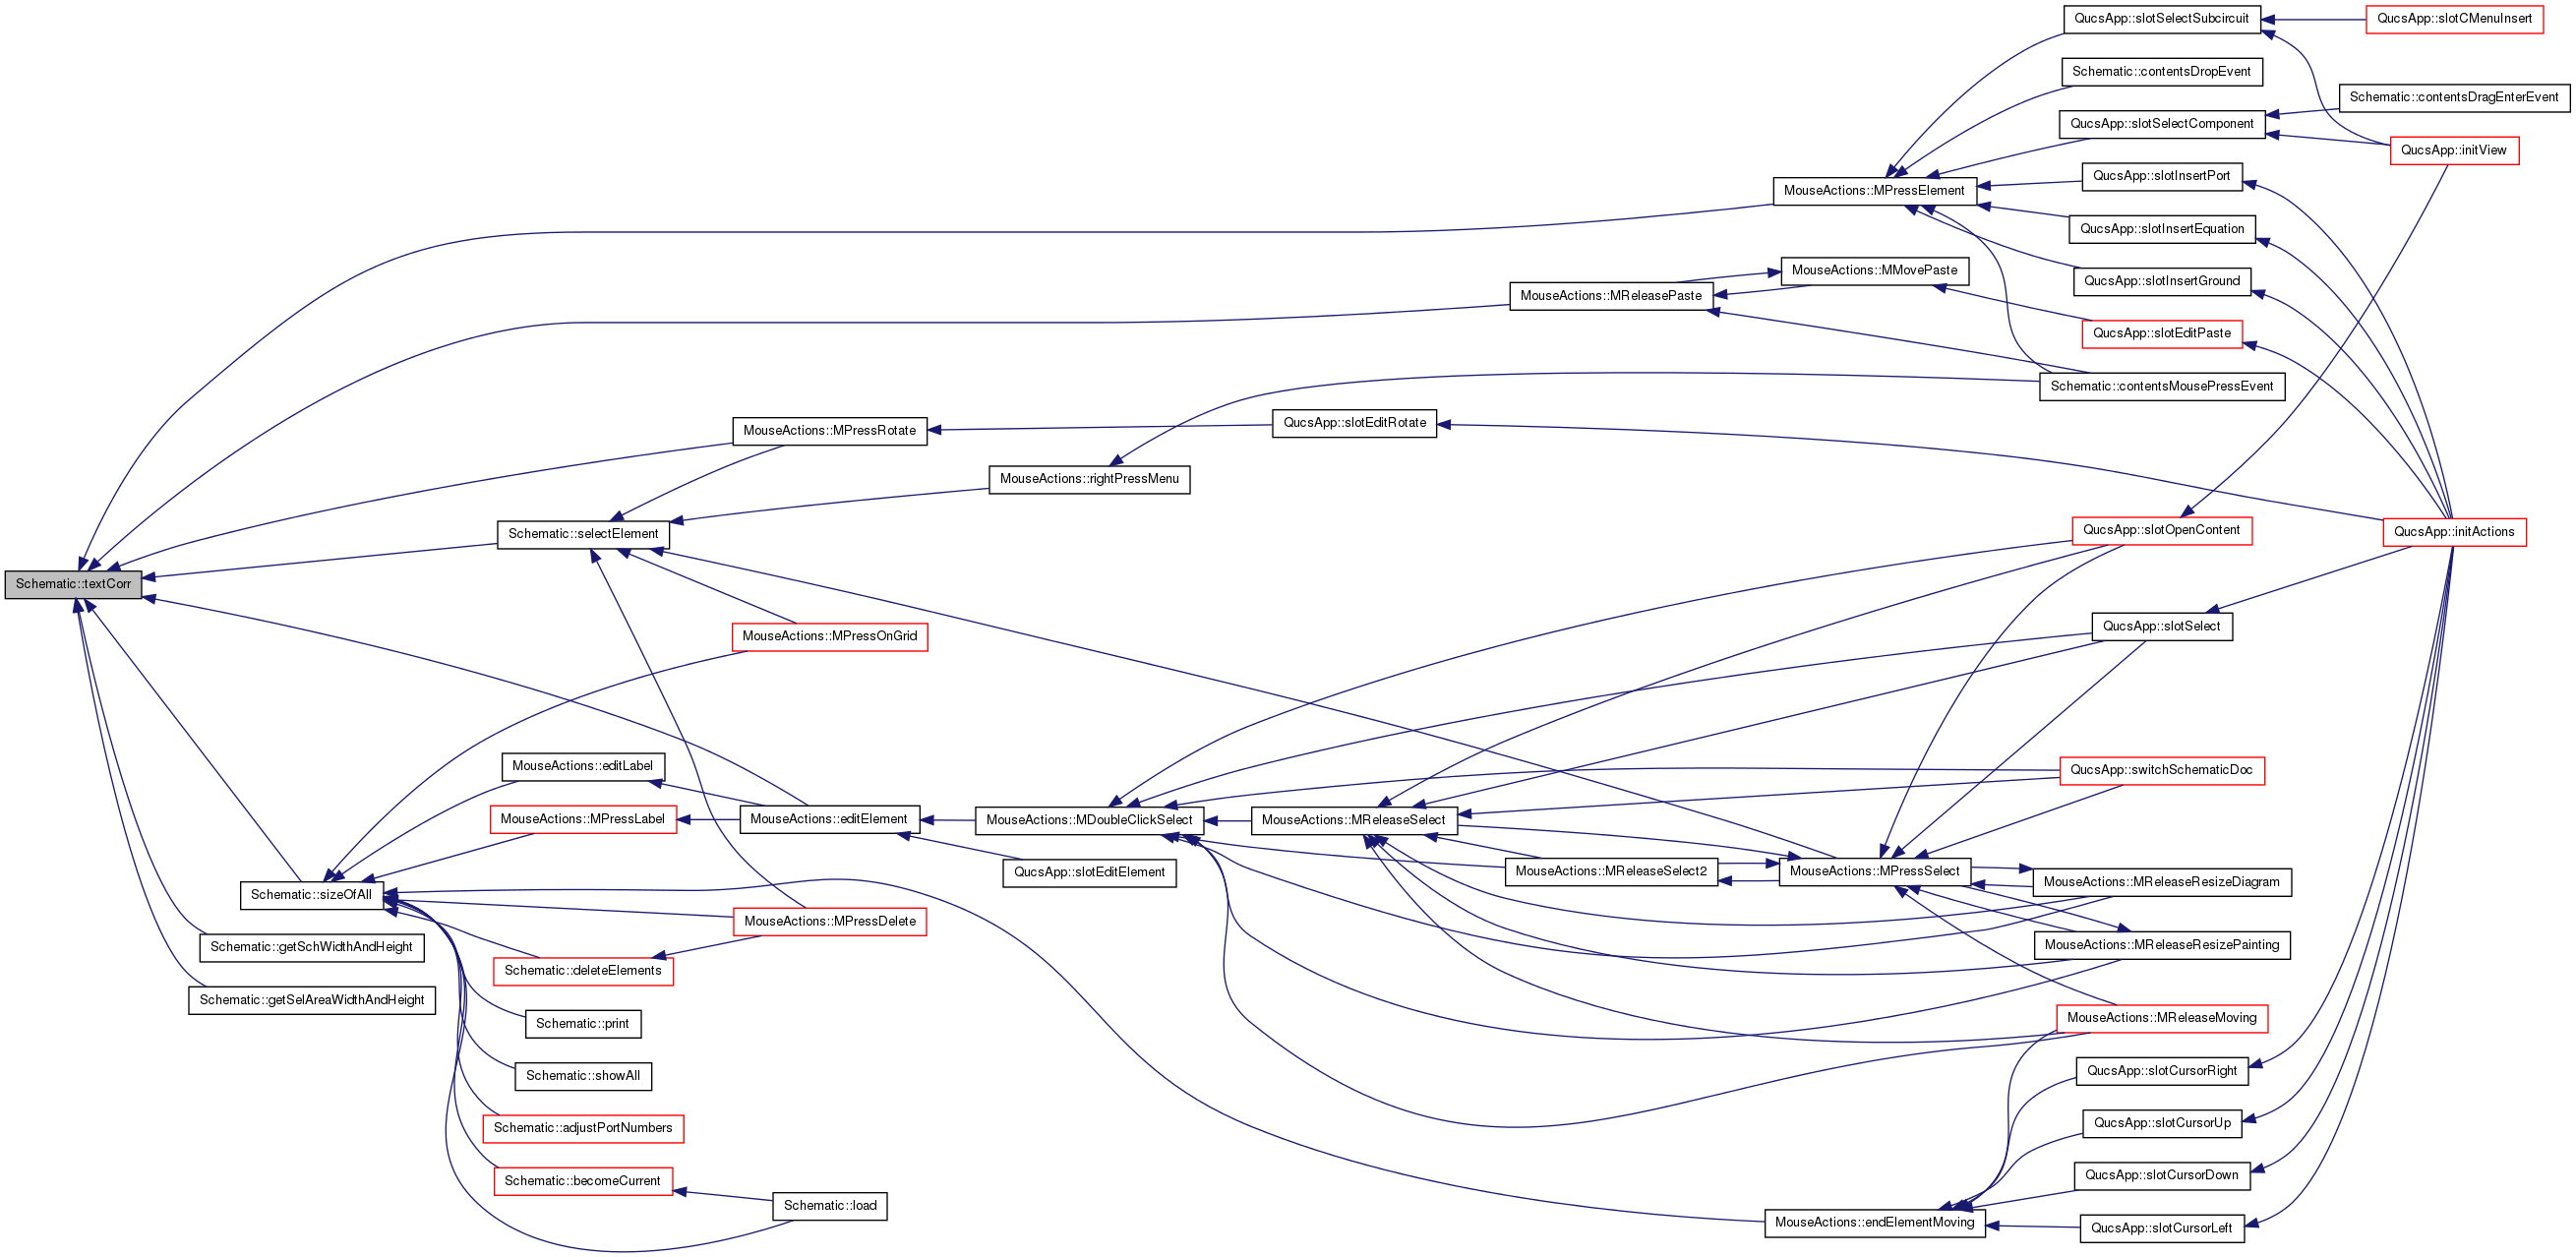 QucsApp::slotSelectSubcircuit
QucsApp::slotCMenuInsert
Schematic::contentsDropEvent
Schematic::contentsDragEnterEvent
QucsApp::slotSelectComponent
QucsApp::initView
QucsApp::slotInsertPort
MouseActions::MPressElement
QucsApp::slotInsertEquation
MouseActions::MMovePaste
QucsApp::slotInsertGround
MouseActions::MReleasePaste
QucsApp::slotEditPaste
Schematic::contentsMousePressEvent
QucsApp::slotEditRotate
MouseActions::MPressRotate
MouseActions::rightPressMenu
QucsApp::slotOpenContent
QucsApp::initActions
Schematic::selectElement
Schematic::textCorr
QucsApp::slotSelect
MouseActions::MPressOnGrid
MouseActions::editLabel
QucsApp::switchSchematicDoc
MouseActions::MPressLabel
MouseActions::editElement
MouseActions::MDoubleClickSelect
MouseActions::MReleaseSelect
QucsApp::slotEditElement
MouseActions::MReleaseSelect2
MouseActions::MPressSelect
MouseActions::MReleaseResizeDiagram
Schematic::sizeOfAll
MouseActions::MPressDelete
Schematic::getSchWidthAndHeight
MouseActions::MReleaseResizePainting
Schematic::deleteElements
Schematic::getSelAreaWidthAndHeight
MouseActions::MReleaseMoving
Schematic::print
QucsApp::slotCursorRight
Schematic::showAll
QucsApp::slotCursorUp
Schematic::adjustPortNumbers
QucsApp::slotCursorDown
Schematic::becomeCurrent
Schematic::load
MouseActions::endElementMoving
QucsApp::slotCursorLeft